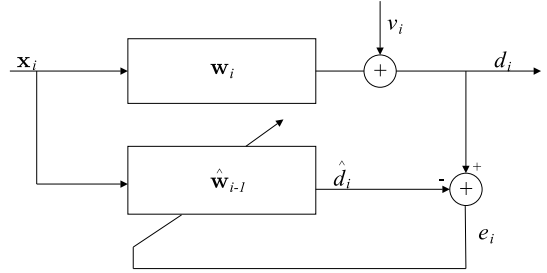 v_i
x_i
w_i
+
d_i
ŵ_{i-1}
d̂_i
-
+
+
e_i